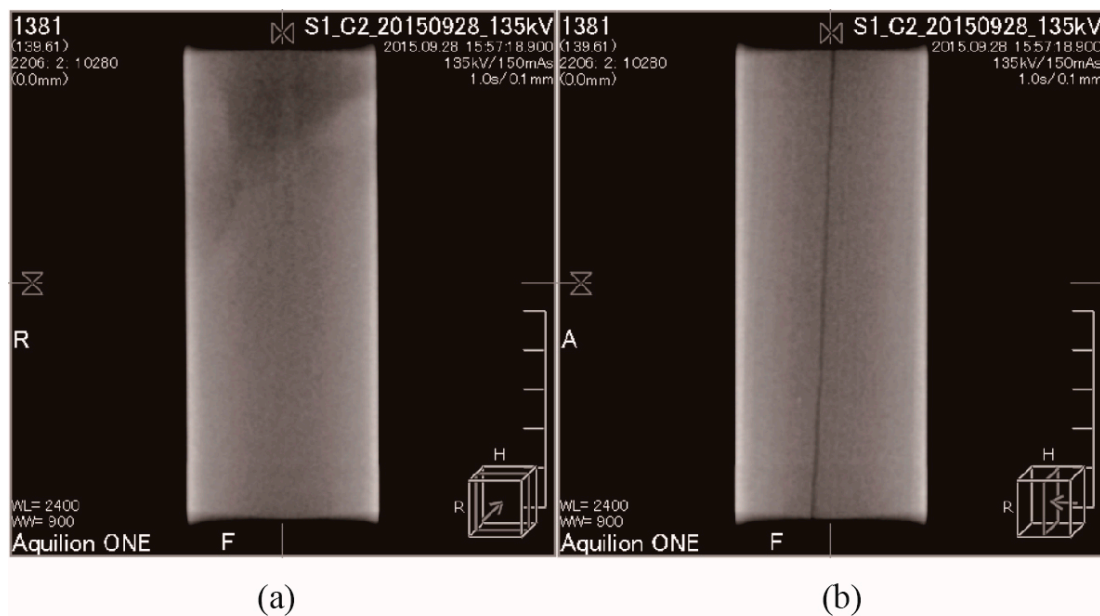 1381
S1_C2_20150928_135kV
(139.61)
2015.09.28 15:57:18.900
2206: 2: 10280
135kV/150mAs
(0.0mm)
1.0s/0.1mm
R
H
R
WL= 2400
WW= 900
Aquilion ONE
F
1381
S1_C2_20150928_135kV
(139.61)
2015.09.28 15:57:18.900
2206: 2: 10280
135kV/150mAs
(0.0mm)
1.0s/0.1mm
A
H
R
WL= 2400
WW= 900
Aquilion ONE
F
(a)
(b)